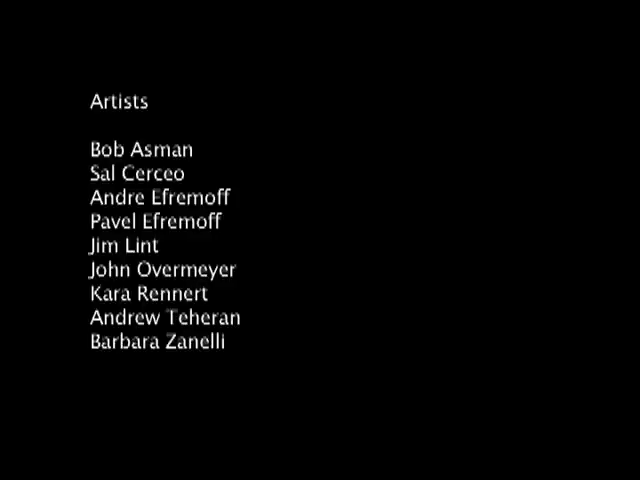 Artists
Bob Asman
Sal Cerceo
Andre Efremoff
Pavel Efremoff
Jim Lint
John Overmeyer
Kara Rennert
Andrew Teheran
Barbara Zanelli